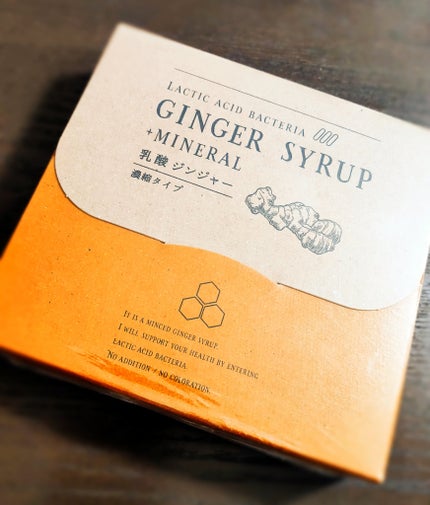 LACTIC ACID BACTERIA
GINGER SYRUP
+MINERAL
乳酸 ジンジャー
濃縮タイプ
IT IS A MINCED GINGER SYRUP
I WILL SUPPORT YOUR HEALTH BY ENTERING
LACTIC ACID BACTERIA
NO ADDITION / NO COLORATION.